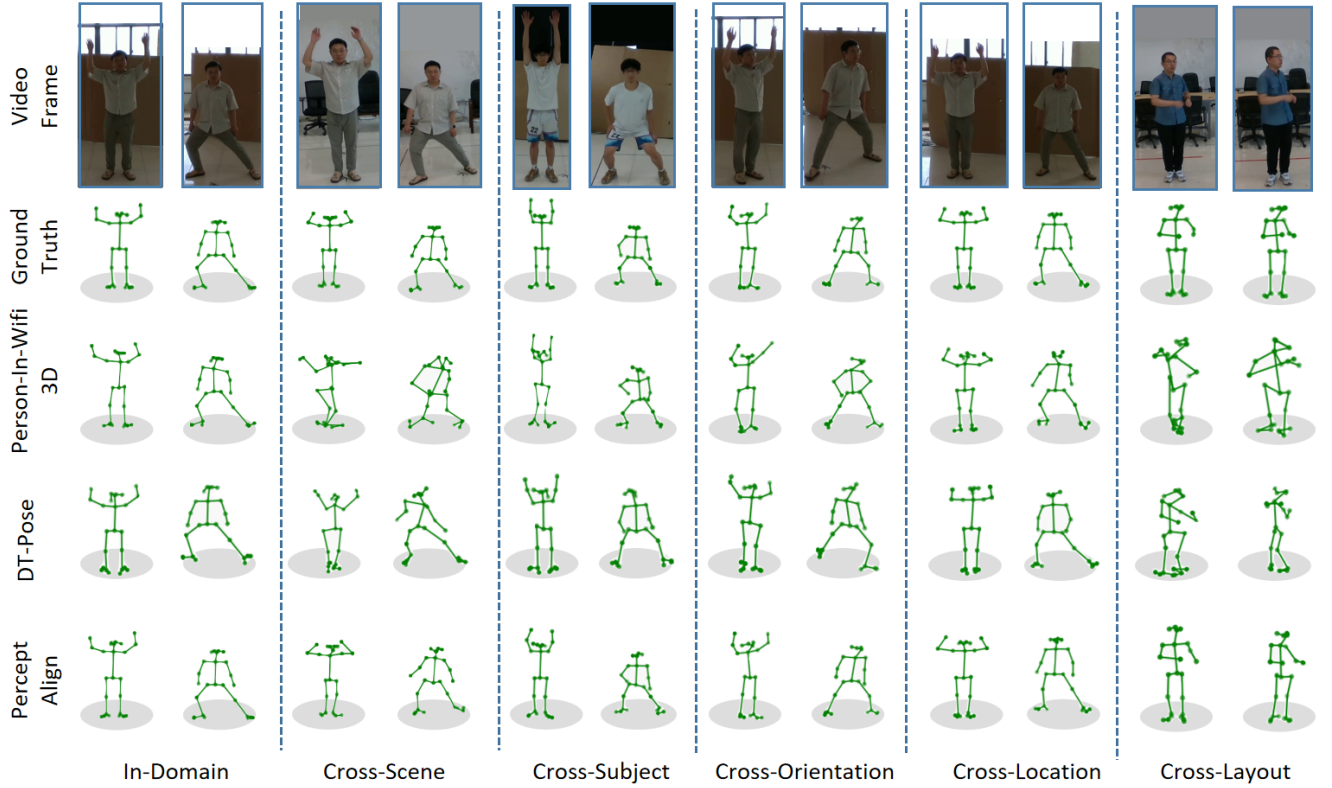 Video
Frame
Ground
Truth
Person-In-Wifi
3D
DT-Pose
Percept
Align
In-Domain
Cross-Scene
Cross-Subject
Cross-Orientation
Cross-Location
Cross-Layout